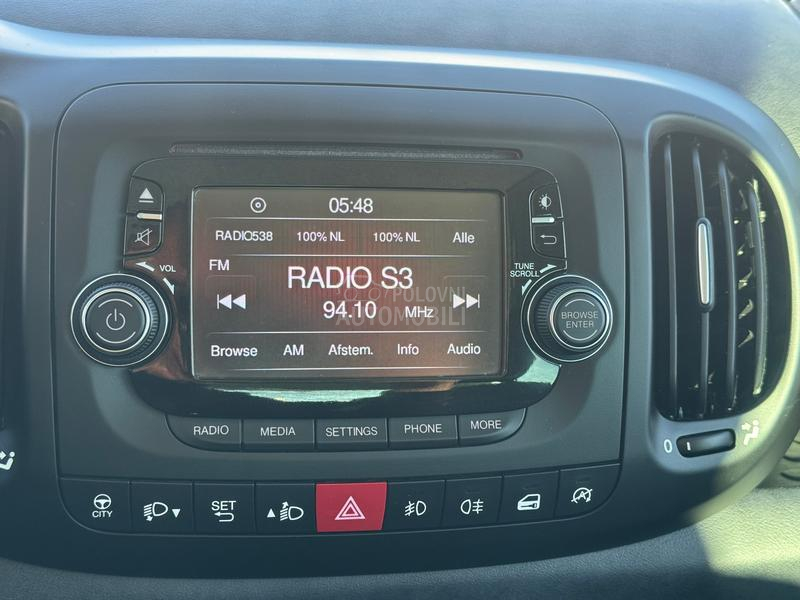 05:48
RADIO538 100% NL 100% NL Alle
FM
RADIO S3
94.10 MHz
POLOVNI
AUTOMOBILI
Browse AM Afstem. Info Audio
VOL
TUNE
SCROLL
BROWSE
ENTER
RADIO MEDIA SETTINGS PHONE MORE
CITY SET
0